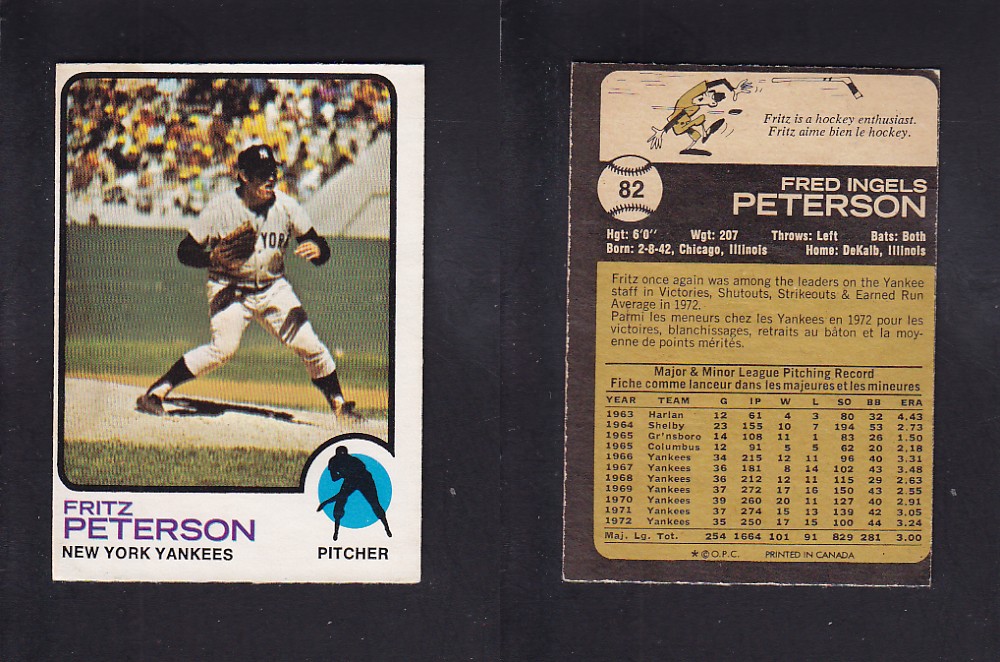 YORK
FRITZ
PETERSON
NEW YORK YANKEES
PITCHER
Fritz is a hockey enthusiast.
Fritz aime bien le hockey.
82
FRED INGELS
PETERSON
Hgt: 6'0" Wgt: 207 Throws: Left Bats: Both
Born: 2-8-42, Chicago, Illinois Home: DeKalb, Illinois
Fritz once again was among the leaders on the Yankee
staff in Victories, Shutouts, Strikeouts & Earned Run
Average in 1972.
Parmi les meneurs chez les Yankees en 1972 pour les
victoires, blanchissages, retraits au bâton et la moy-
enne de points mérités.
Major & Minor League Pitching Record
Fiche comme lanceur dans les majeures et les mineures
YEAR TEAM G IP W L SO BB ERA
1963 Harlan 12 61 4 3 80 32 4.43
1964 Shelby 23 155 10 7 194 53 2.73
1965 Gr'nsboro 14 108 11 1 83 26 1.50
1965 Columbus 12 91 5 5 62 20 2.18
1966 Yankees 34 215 12 11 96 40 3.31
1967 Yankees 36 181 8 14 102 43 3.48
1968 Yankees 36 212 12 11 115 29 2.63
1969 Yankees 37 272 17 16 150 43 2.55
1970 Yankees 39 260 20 11 127 40 2.91
1971 Yankees 37 274 15 13 139 42 3.05
1972 Yankees 35 250 17 15 100 44 3.24
Maj. Lg. Tot. 254 1664 101 91 829 281 3.00
* © O.P.C. PRINTED IN CANADA